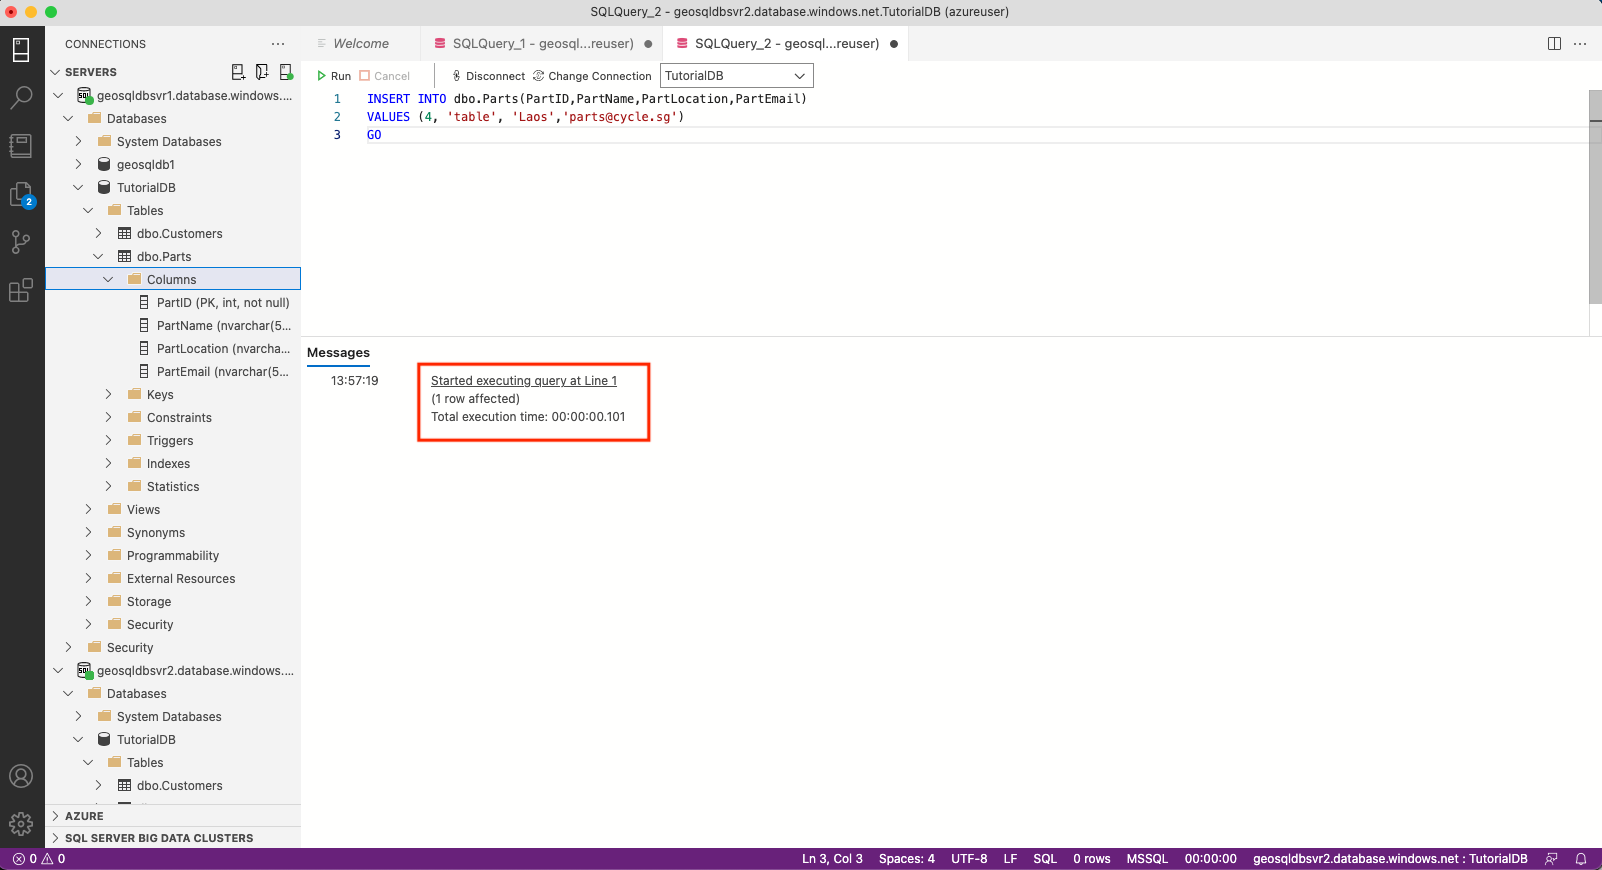 SQLQuery_2 - geosqldbsvr2.database.windows.net.TutorialDB (azureuser)
CONNECTIONS
Welcome
SQLQuery_1 - geosql...reuser)
SQLQuery_2 - geosql...reuser)
SERVERS
Run
Cancel
Disconnect
Change Connection
TutorialDB
1 INSERT INTO dbo.Parts(PartID,PartName,PartLocation,PartEmail)
2 VALUES (4, 'table', 'Laos','parts@cycle.sg')
3 GO
geosqldbsvr1.database.windows....
Databases
System Databases
geosqldb1
TutorialDB
Tables
dbo.Customers
dbo.Parts
Columns
PartID (PK, int, not null)
PartName (nvarchar(5...
PartLocation (nvarcha...
PartEmail (nvarchar(5...
Keys
Constraints
Triggers
Indexes
Statistics
Views
Synonyms
Programmability
External Resources
Storage
Security
Security
geosqldbsvr2.database.windows....
Databases
System Databases
TutorialDB
Tables
dbo.Customers
AZURE
SQL SERVER BIG DATA CLUSTERS
2
Messages
13:57:19
Started executing query at Line 1
(1 row affected)
Total execution time: 00:00:00.101
0
0
Ln 3, Col 3
Spaces: 4
UTF-8
LF
SQL
0 rows
MSSQL
00:00:00
geosqldbsvr2.database.windows.net : TutorialDB